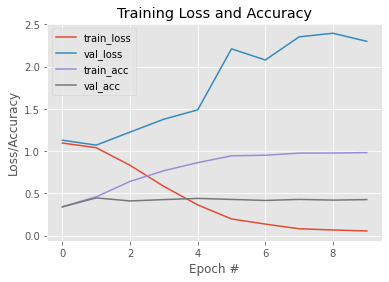 Training Loss and Accuracy
train_loss
val_loss
train_acc
val_acc
Loss/Accuracy
2.5
2.0
1.5
1.0
0.5
0.0
0 2 4 6 8
Epoch #